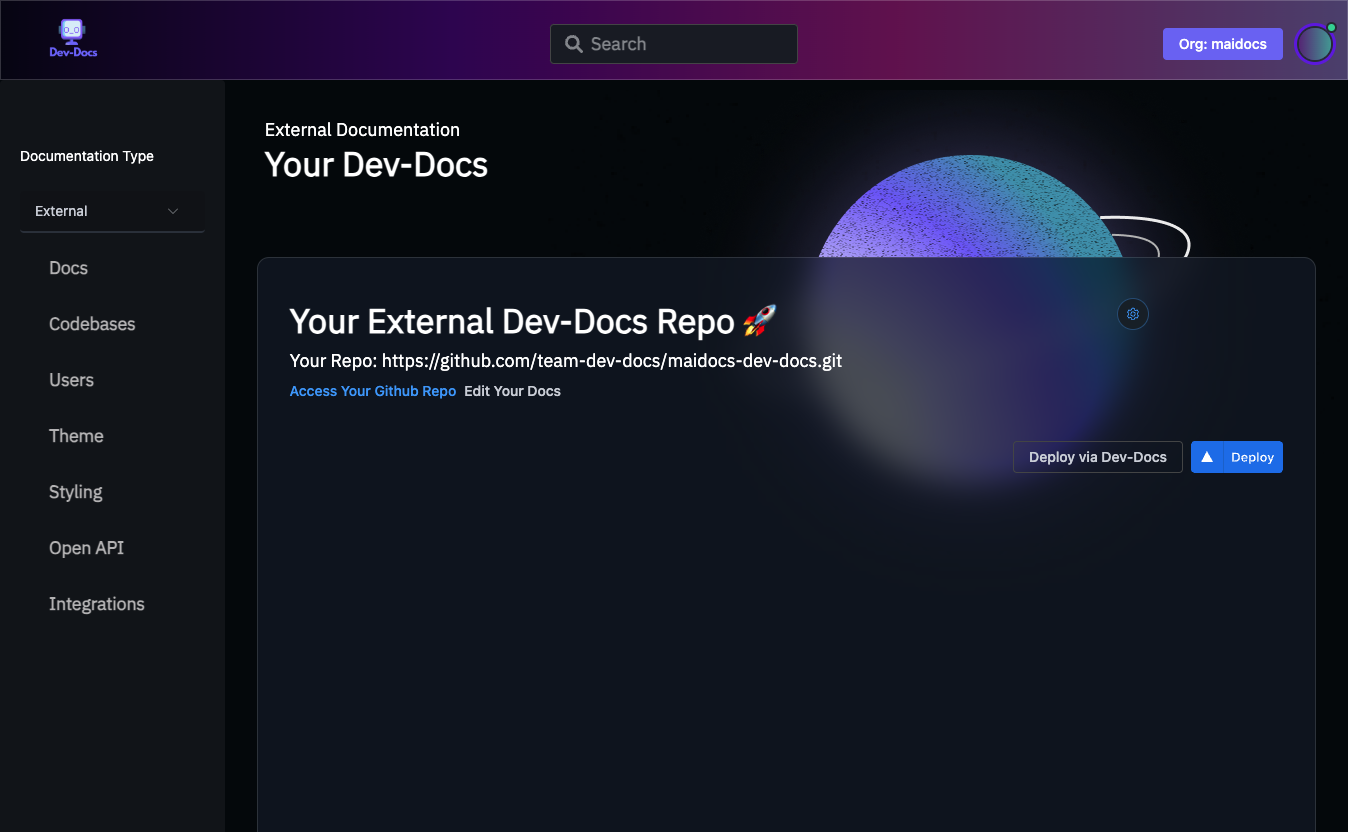 Dev-Docs
Search
Org: maidocs
Documentation Type
External
Docs
Codebases
Users
Theme
Styling
Open API
Integrations
External Documentation
Your Dev-Docs
Your External Dev-Docs Repo 🚀
Your Repo: https://github.com/team-dev-docs/maidocs-dev-docs.git
Access Your Github Repo Edit Your Docs
Deploy via Dev-Docs
Deploy